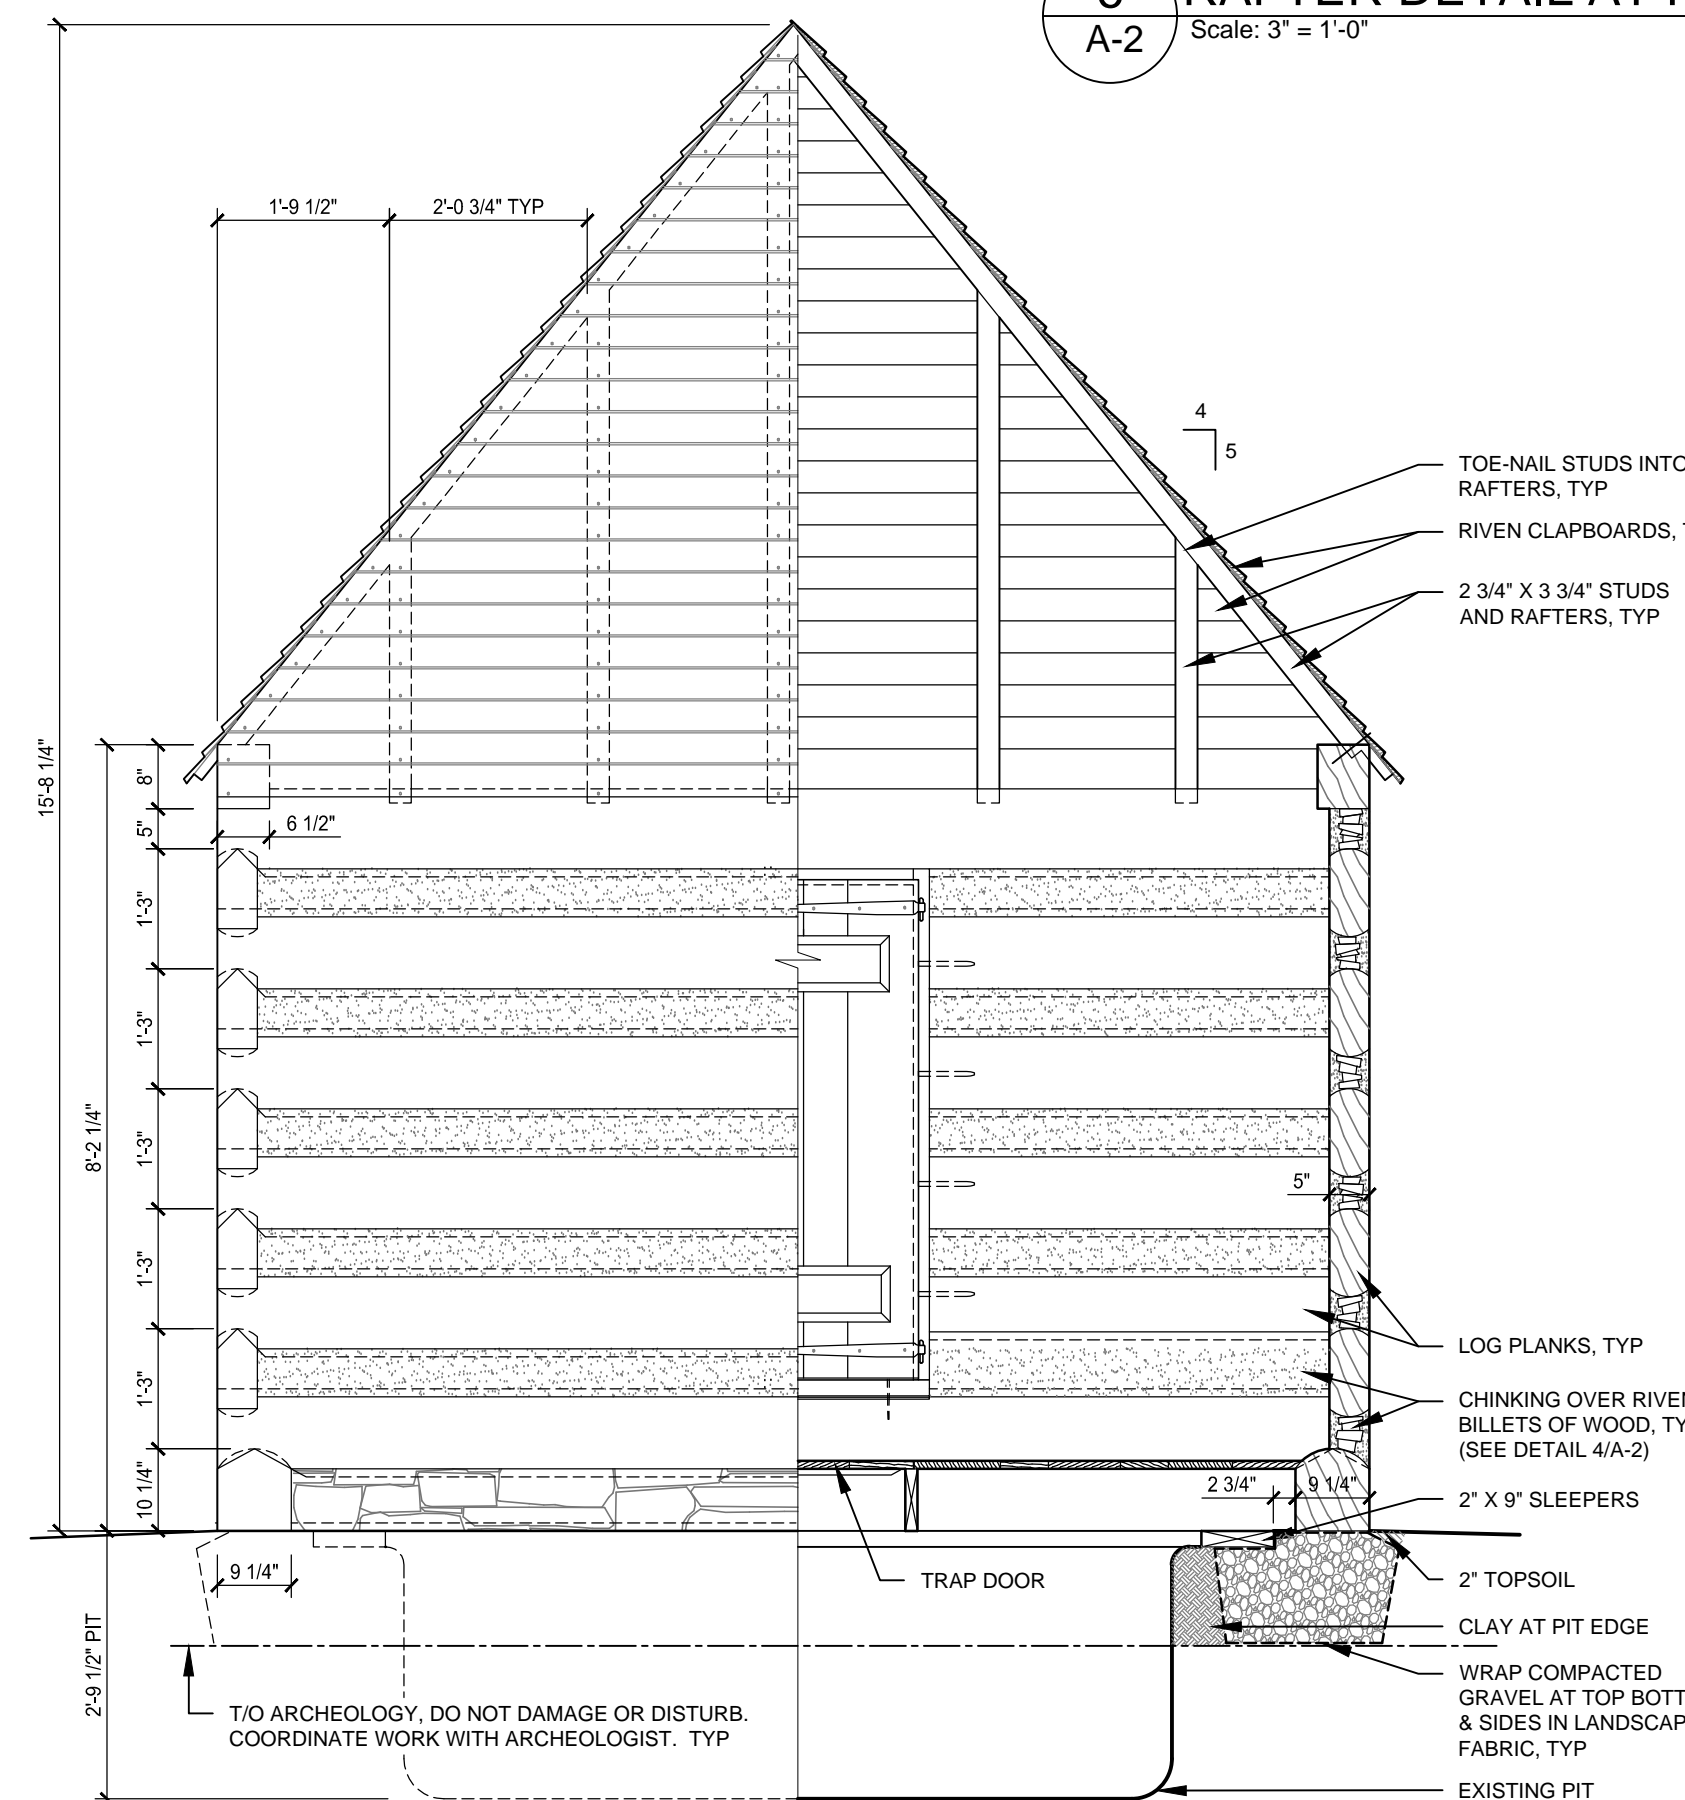 A-2
Scale: 3" = 1'-0"
1'-9 1/2"
2'-0 3/4" TYP
4
5
TOE-NAIL STUDS INTO
RAFTERS, TYP
RIVEN CLAPBOARDS,
2 3/4" X 3 3/4" STUDS
AND RAFTERS, TYP
15'-8 1/4"
8'-2 1/4"
8"
5"
6 1/2"
1'-3"
1'-3"
1'-3"
1'-3"
1'-3"
10 1/4"
5"
LOG PLANKS, TYP
CHINKING OVER RIVEN
BILLETS OF WOOD, TY
(SEE DETAIL 4/A-2)
2 3/4"
9 1/4"
2" X 9" SLEEPERS
9 1/4"
TRAP DOOR
2" TOPSOIL
CLAY AT PIT EDGE
2'-9 1/2" PIT
T/O ARCHEOLOGY, DO NOT DAMAGE OR DISTURB.
COORDINATE WORK WITH ARCHEOLOGIST. TYP
WRAP COMPACTED
GRAVEL AT TOP BOTT
& SIDES IN LANDSCAP
FABRIC, TYP
EXISTING PIT